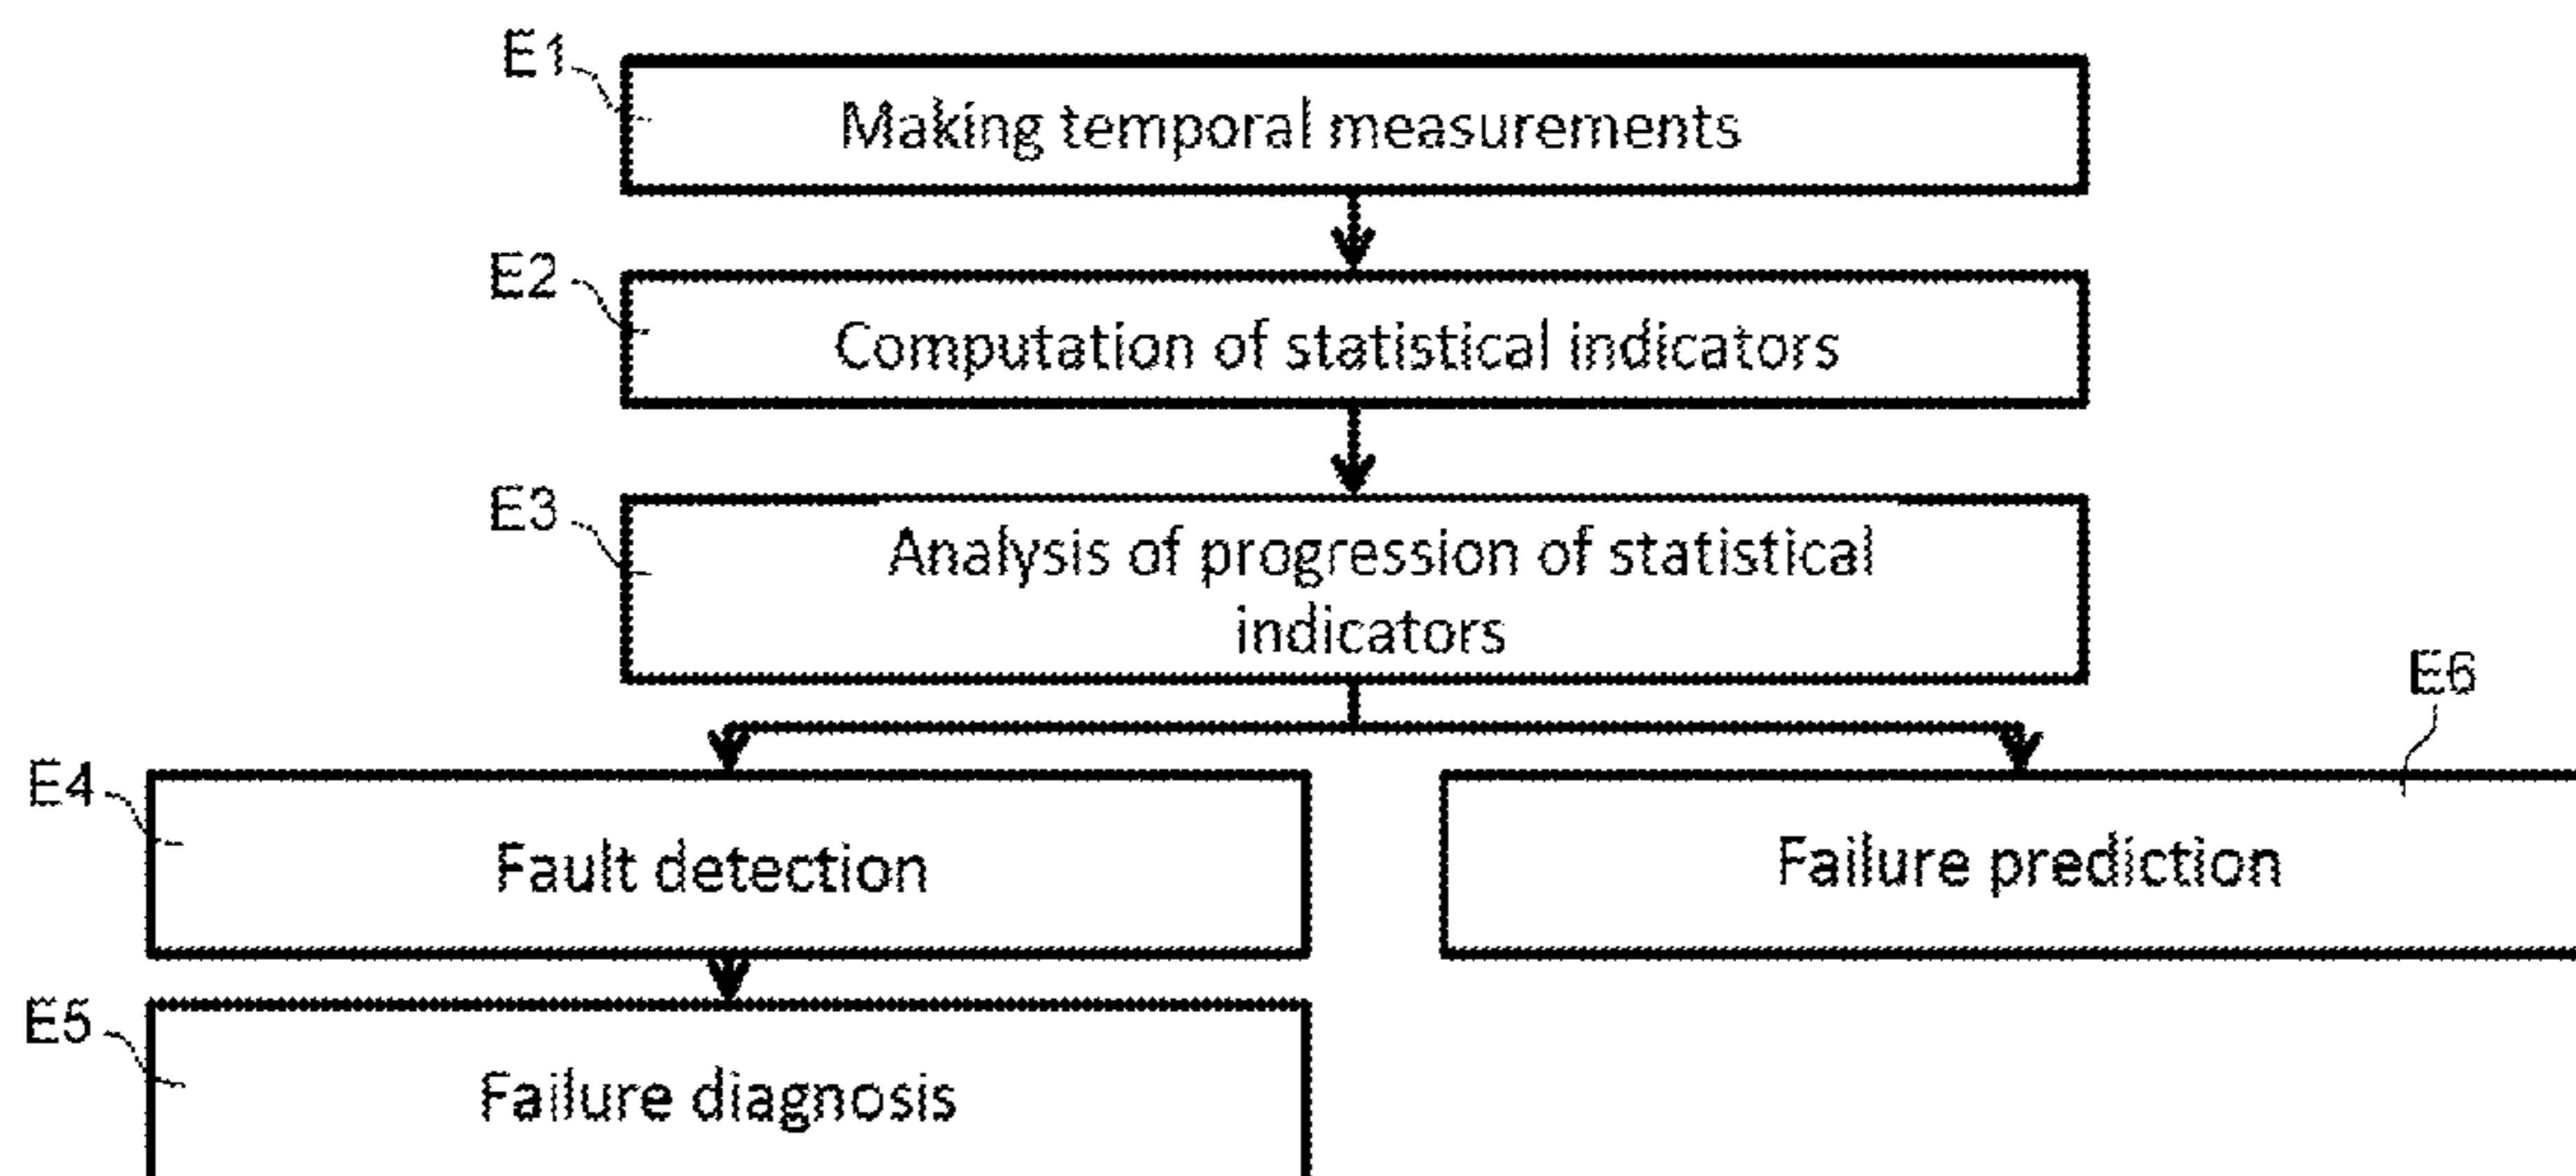 E1
Making temporal measurements
E2
Computation of statistical indicators
E3
Analysis of progression of statistical
indicators
E6
E4
Fault detection
Failure prediction
E5
Failure diagnosis